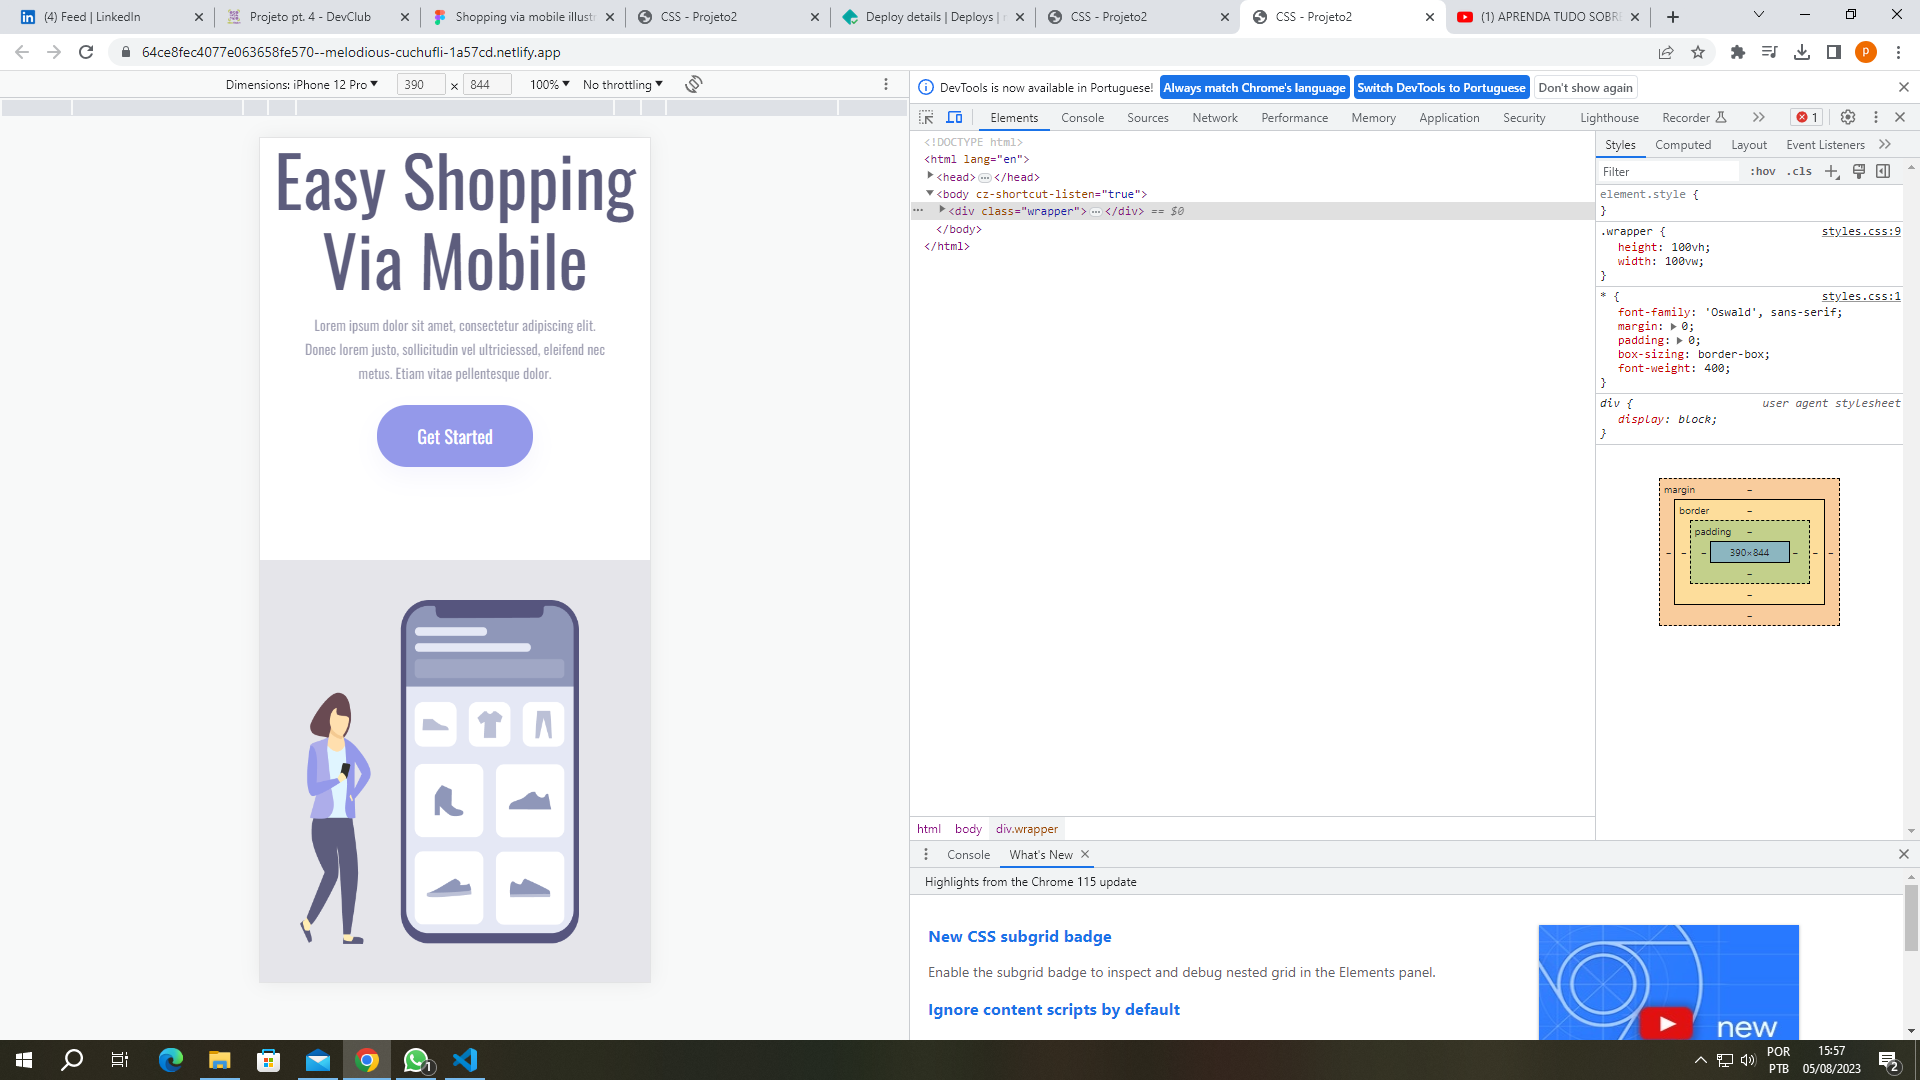 (4) Feed | LinkedIn
Projeto pt. 4 - DevClub
Shopping via mobile illustr
CSS - Projeto2
Deploy details | Deploys |
CSS - Projeto2
CSS - Projeto2
(1) APRENDA TUDO SOBRE
64ce8fec4077e063658fe570--melodious-cuchufli-1a57cd.netlify.app
P
Dimensions: iPhone 12 Pro
390 × 844
100%
No throttling
DevTools is now available in Portuguese!
Always match Chrome's language
Switch DevTools to Portuguese
Don't show again
Elements
Console
Sources
Network
Performance
Memory
Application
Security
Lighthouse
Recorder
1
Easy Shopping
Via Mobile
Lorem ipsum dolor sit amet, consectetur adipiscing elit.
Donec lorem justo, sollicitudin vel ultriciessed, eleifend nec
metus. Etiam vitae pellentesque dolor.
Get Started
<!DOCTYPE html>
<html lang="en">
<head>…</head>
<body cz-shortcut-listen="true">
<div class="wrapper">…</div> == $0
</body>
</html>
html body div.wrapper
Styles
Computed
Layout
Event Listeners
Filter
:hov .cls
element.style {
}
.wrapper { styles.css:9
height: 100vh;
width: 100vw;
}
* { styles.css:1
font-family: 'Oswald', sans-serif;
margin: 0;
padding: 0;
box-sizing: border-box;
font-weight: 400;
}
div { user agent stylesheet
display: block;
}
margin –
border –
padding –
– – – 390×844 – – –
–
–
–
Console
What's New
Highlights from the Chrome 115 update
New CSS subgrid badge
Enable the subgrid badge to inspect and debug nested grid in the Elements panel.
Ignore content scripts by default
new
1
POR
PTB
15:57
05/08/2023
2